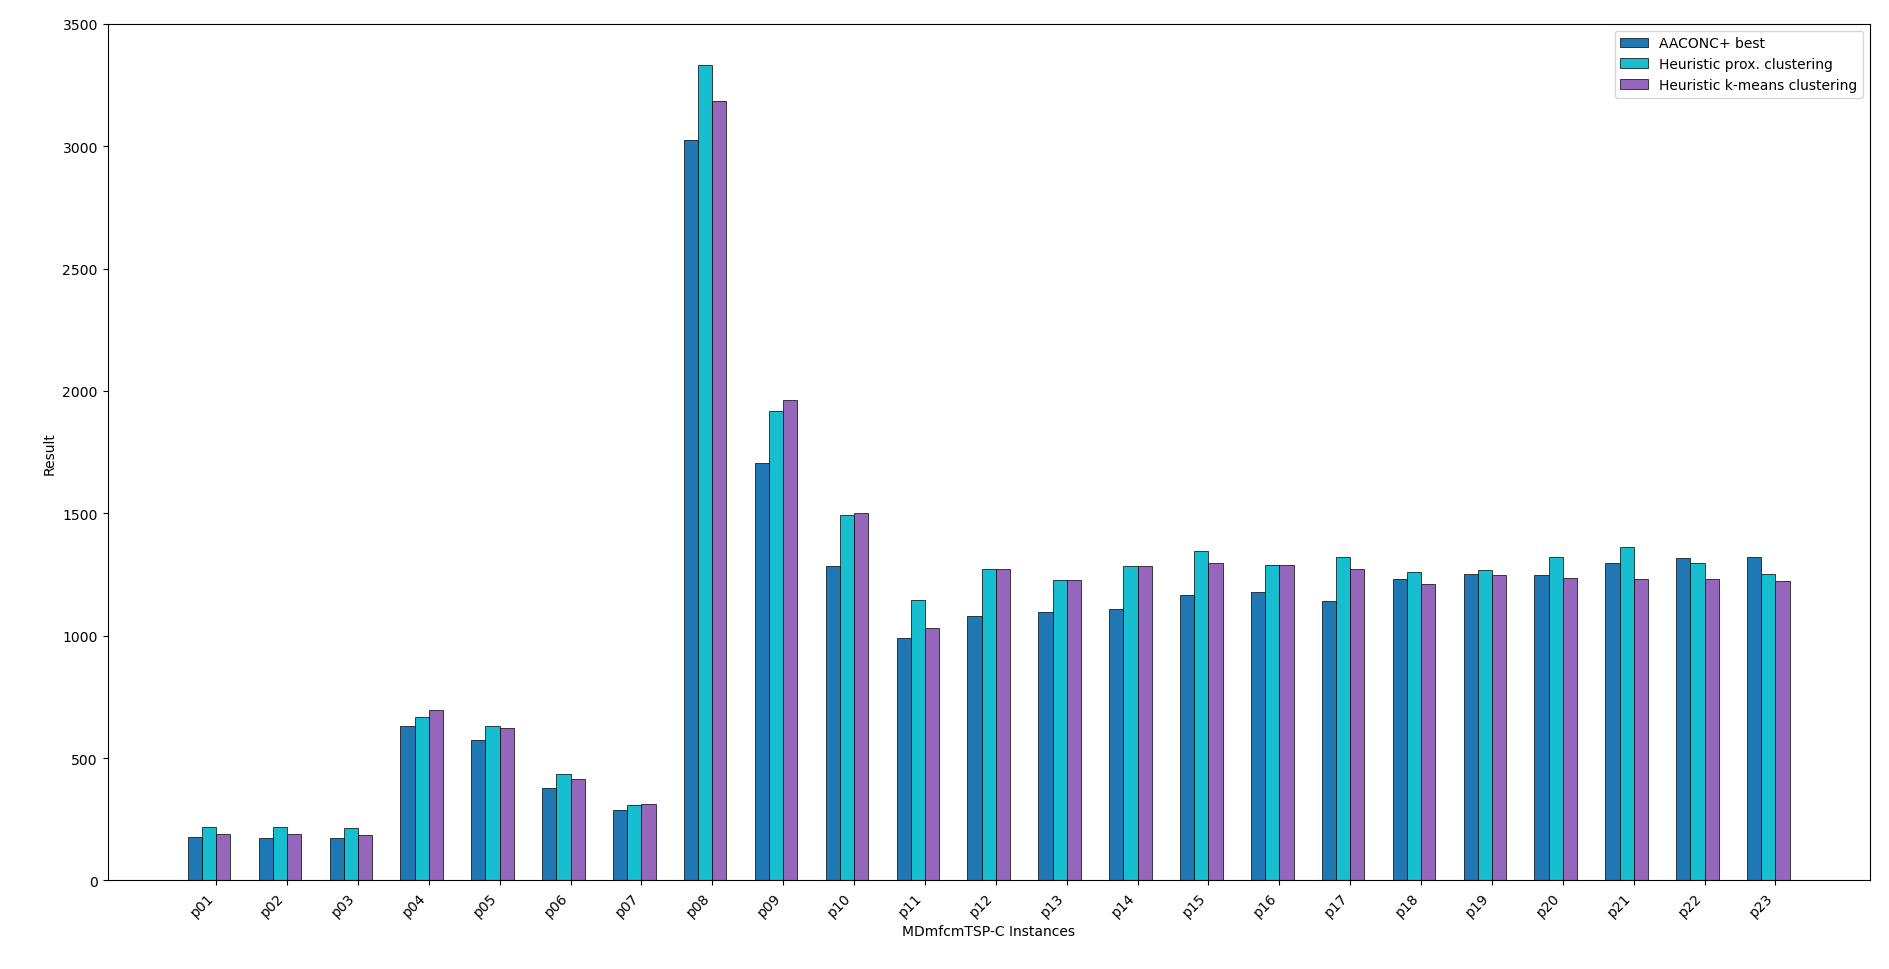 3500
3000
2500
2000
1500
1000
500
0
Result
AACONC+ best
Heuristic prox. clustering
Heuristic k-means clustering
p01 p02 p03 p04 p05 p06 p07 p08 p09 p10 p11 p12 p13 p14 p15 p16 p17 p18 p19 p20 p21 p22 p23
MDmfcmTSP-C Instances